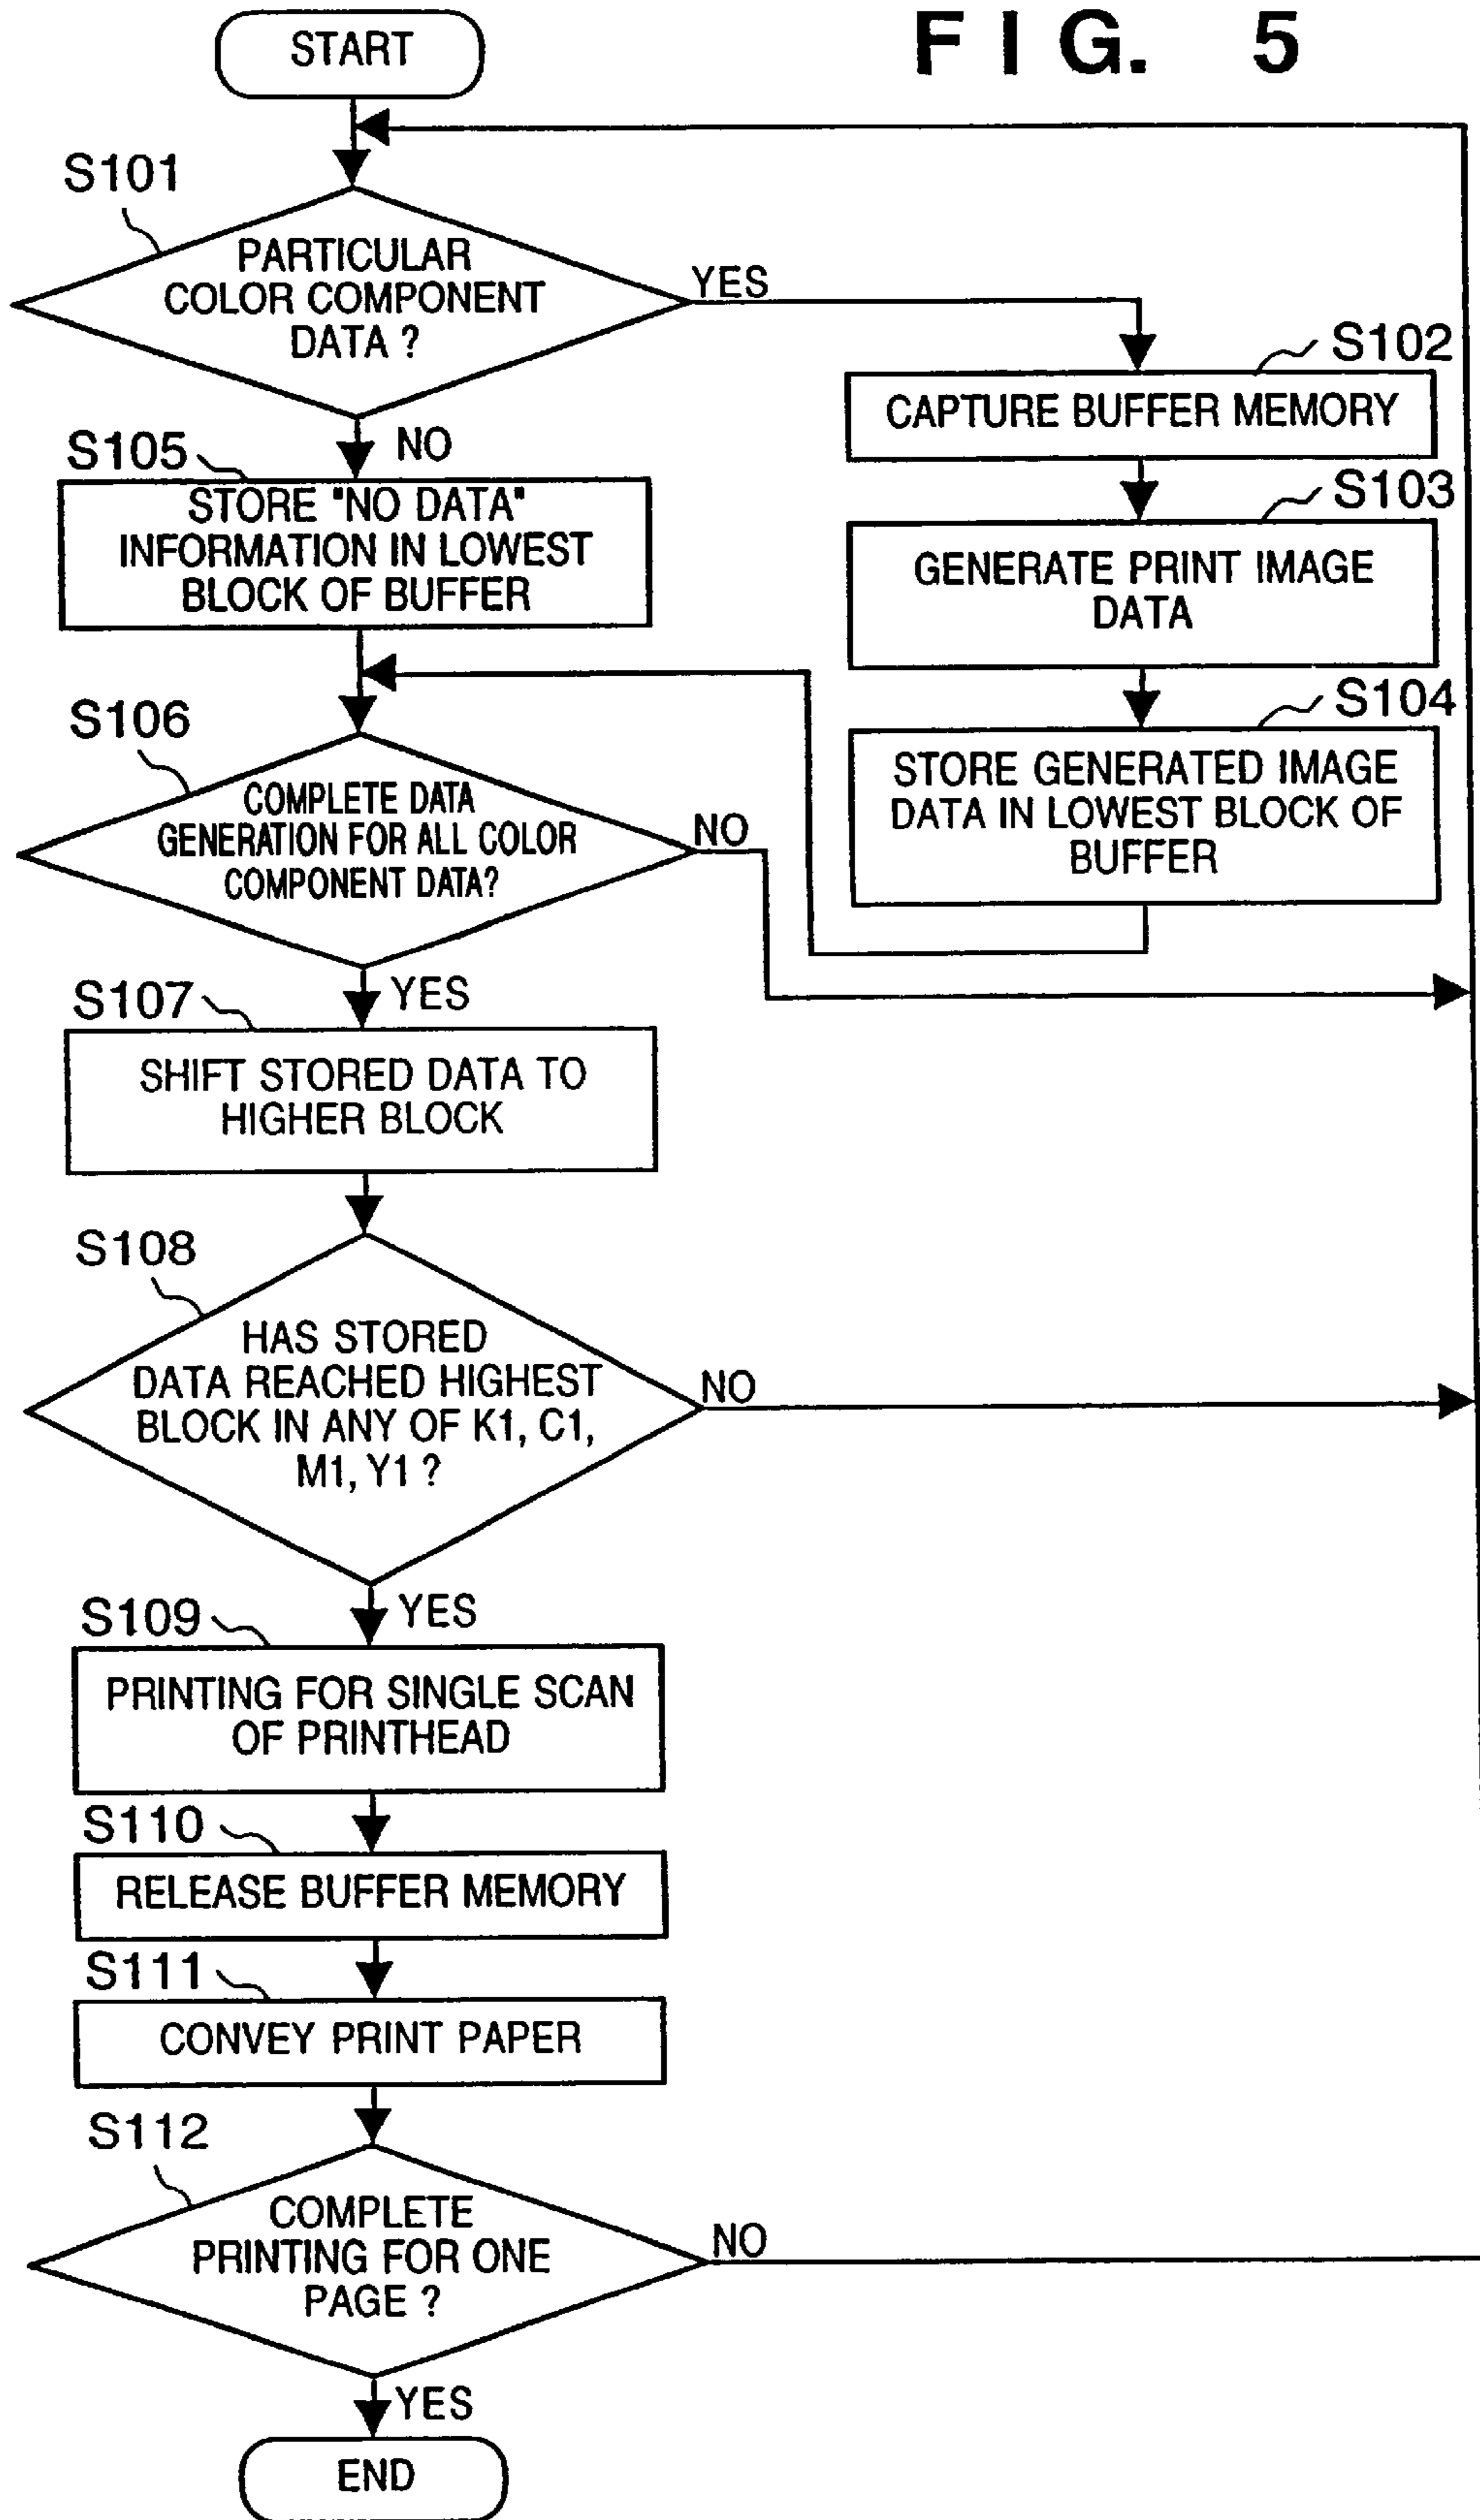 START
FIG. 5
S101
PARTICULAR
COLOR COMPONENT
DATA ?
YES
S102
CAPTURE BUFFER MEMORY
NO
S105
STORE "NO DATA"
INFORMATION IN LOWEST
BLOCK OF BUFFER
S103
GENERATE PRINT IMAGE
DATA
S104
STORE GENERATED IMAGE
DATA IN LOWEST BLOCK OF
BUFFER
S106
COMPLETE DATA
GENERATION FOR ALL COLOR
COMPONENT DATA?
NO
YES
S107
SHIFT STORED DATA TO
HIGHER BLOCK
S108
HAS STORED
DATA REACHED HIGHEST
BLOCK IN ANY OF K1, C1,
M1, Y1 ?
NO
YES
S109
PRINTING FOR SINGLE SCAN
OF PRINTHEAD
S110
RELEASE BUFFER MEMORY
S111
CONVEY PRINT PAPER
S112
COMPLETE
PRINTING FOR ONE
PAGE ?
NO
YES
END